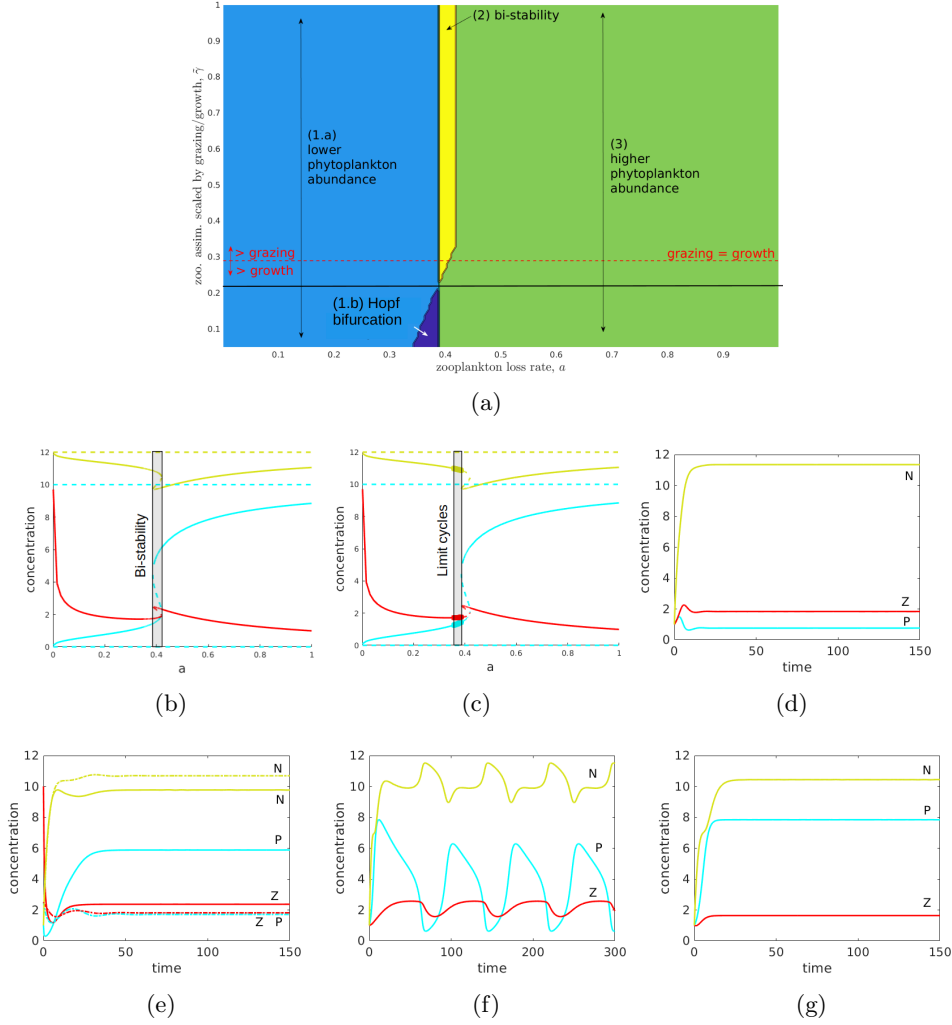 zoo. assim. scaled by grazing/growth, γ̃
1
0.9
0.8
0.7
0.6
0.5
0.4
0.3
0.2
0.1
(1.a)
lower
phytoplankton
abundance
(2) bi-stability
(3)
higher
phytoplankton
abundance
> grazing
> growth
grazing = growth
(1.b) Hopf
bifurcation
0.1 0.2 0.3 0.4 0.5 0.6 0.7 0.8 0.9
zooplankton loss rate, a
(a)
concentration
12
10
8
6
4
2
0
Bi-stability
0 0.2 0.4 0.6 0.8 1
a
(b)
concentration
12
10
8
6
4
2
0
Limit cycles
0 0.2 0.4 0.6 0.8 1
a
(c)
concentration
12
10
8
6
4
2
0
N
Z
P
0 50 100 150
time
(d)
concentration
12
10
8
6
4
2
0
N
N
P
Z
Z P
0 50 100 150
time
(e)
concentration
12
10
8
6
4
2
0
N
P
Z
0 50 100 150 200 250 300
time
(f)
concentration
12
10
8
6
4
2
0
N
P
Z
0 50 100 150
time
(g)